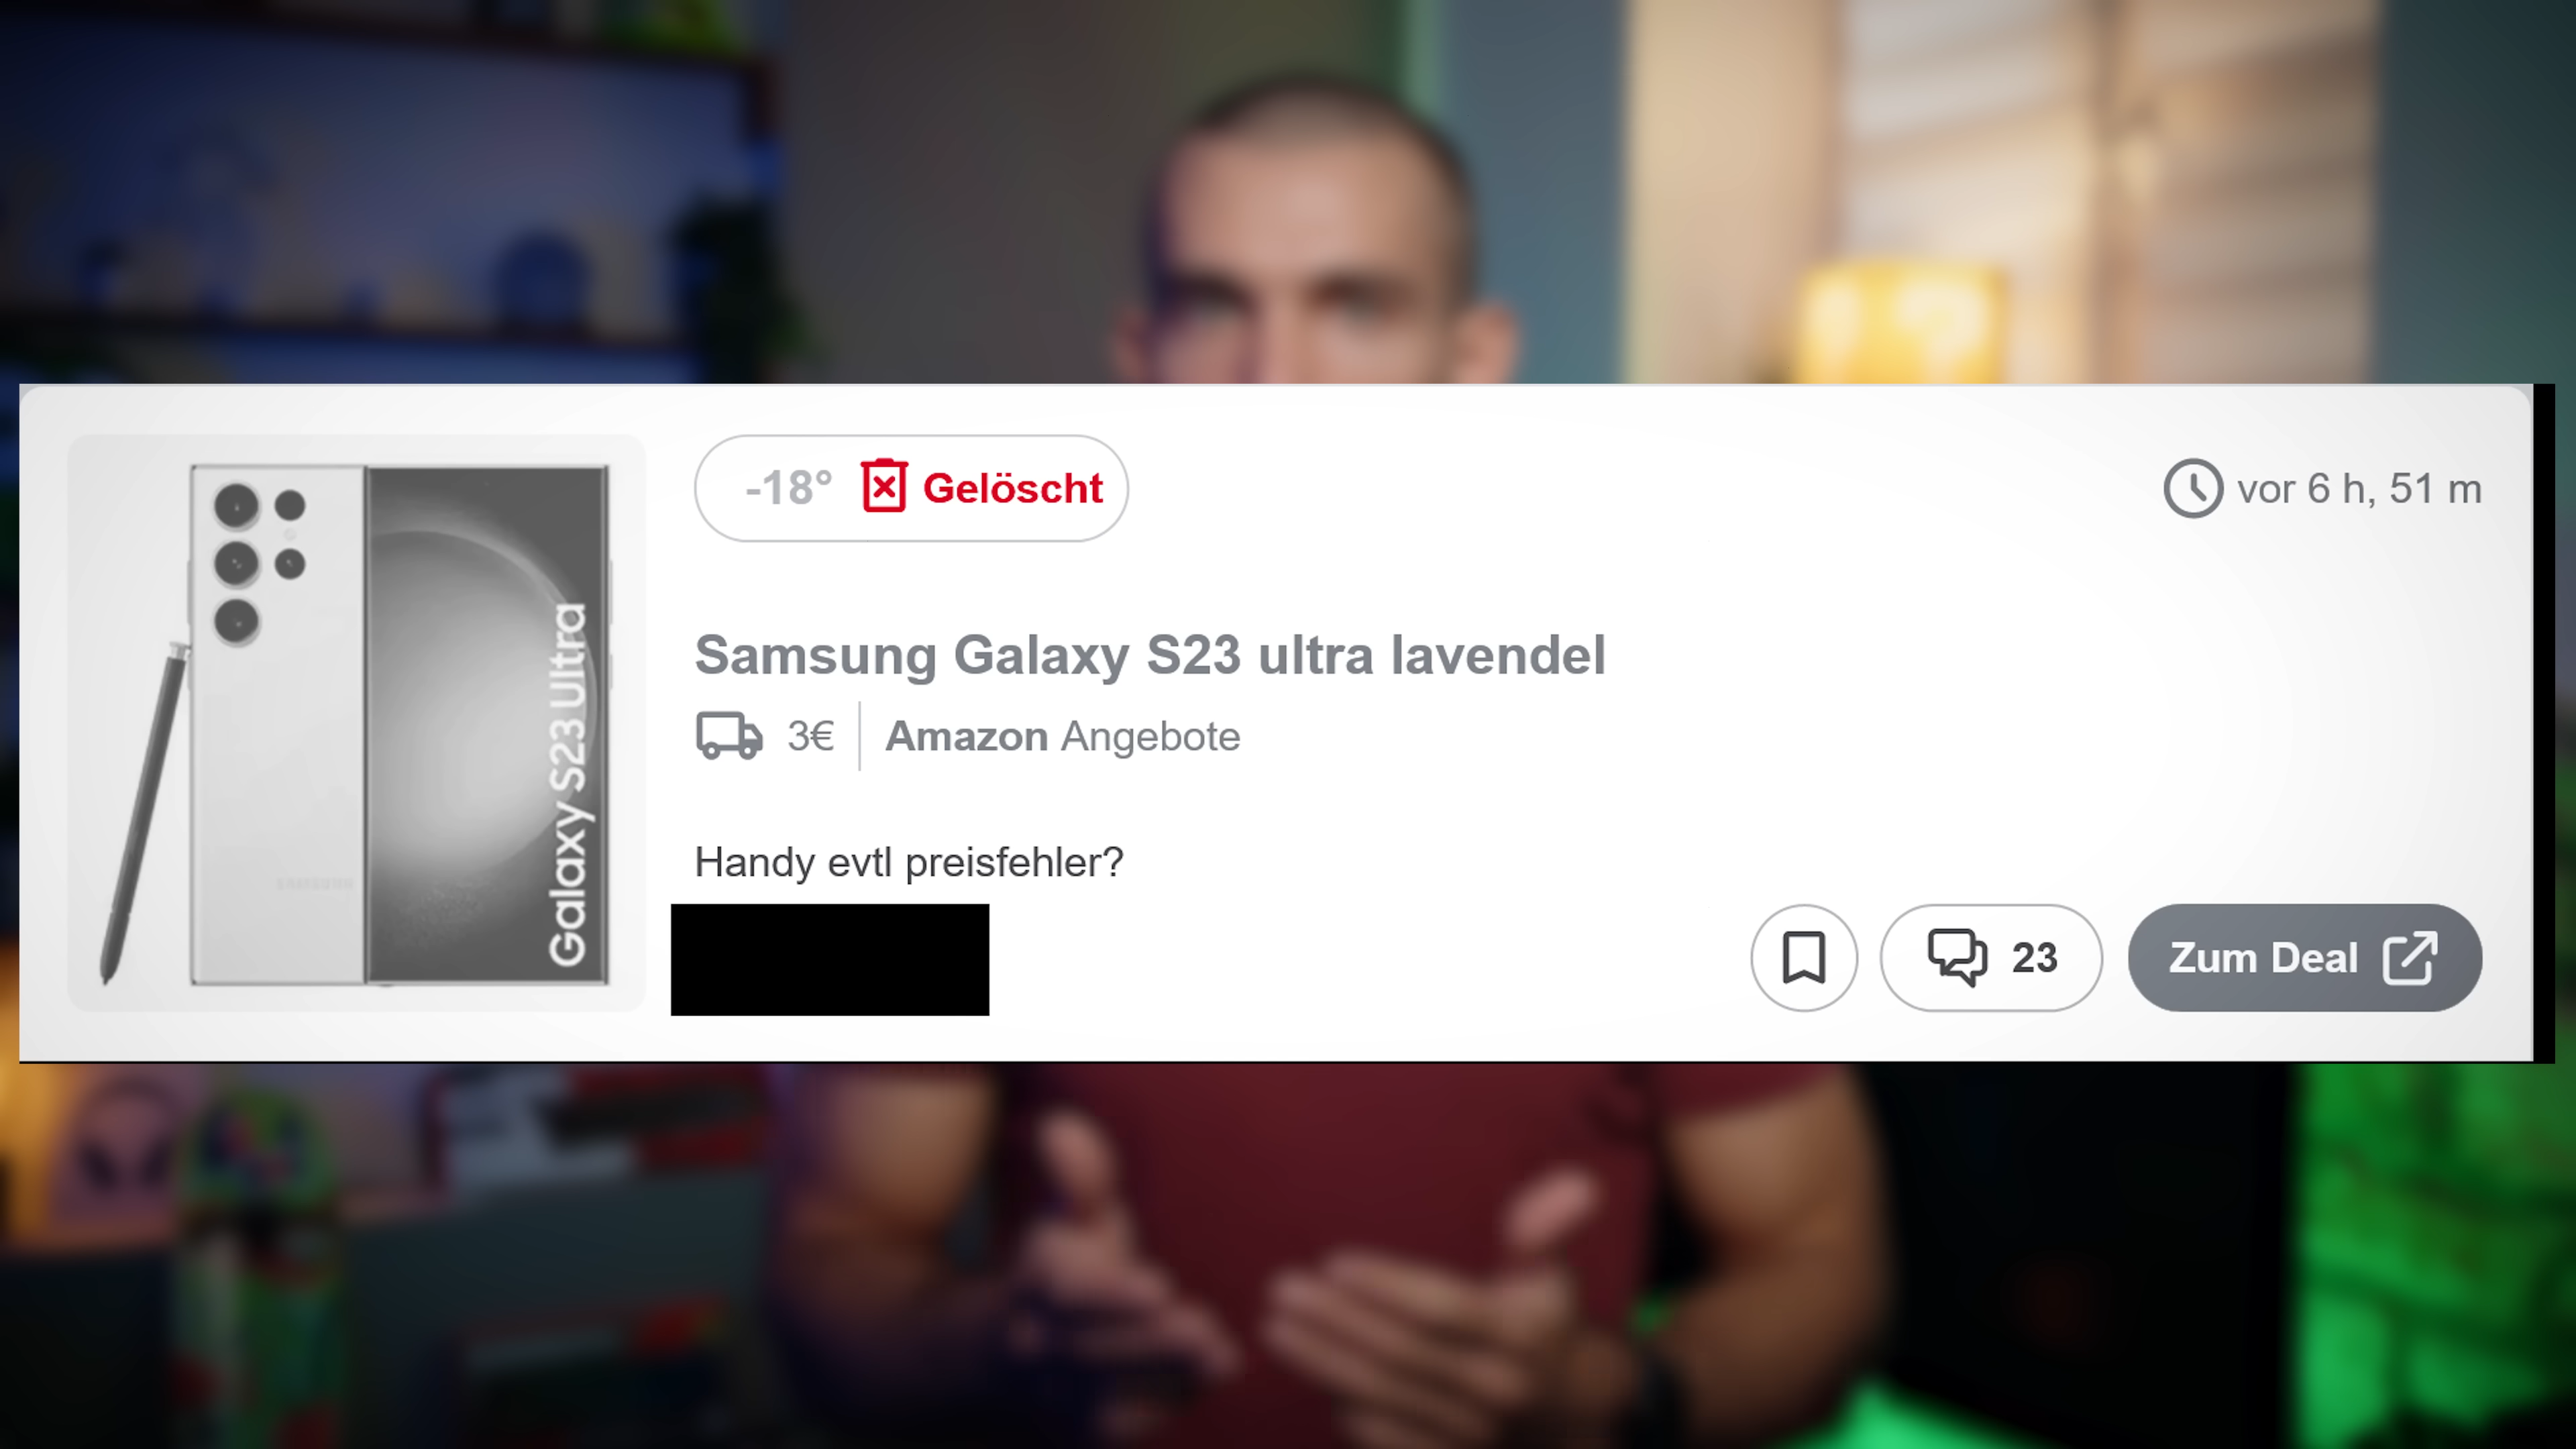 -18° Gelöscht
vor 6 h, 51 m
Samsung Galaxy S23 ultra lavendel
3€ Amazon Angebote
Handy evtl preisfehler?
23
Zum Deal
Galaxy S23 Ultra
SAMSUNG